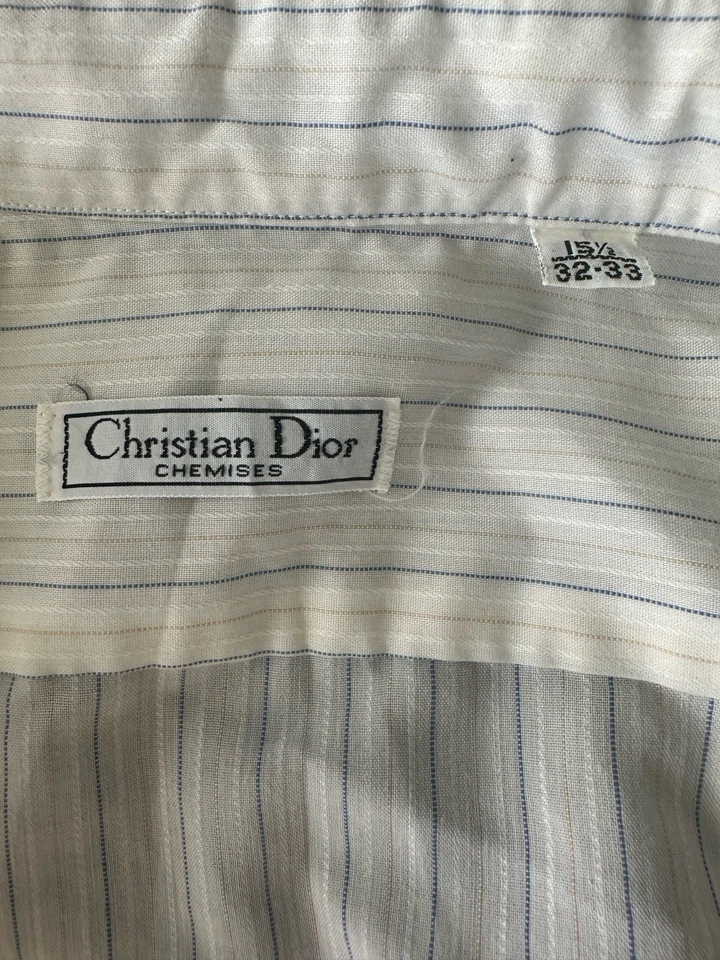 15½
32-33
Christian Dior
CHEMISES